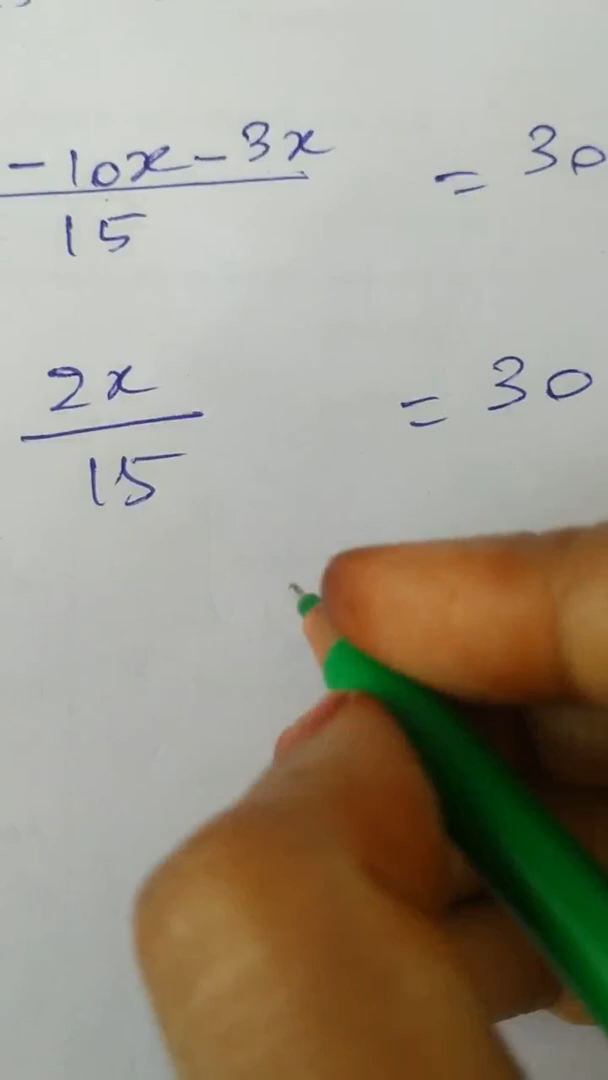 -10x-3x = 30
15
2x = 30
15